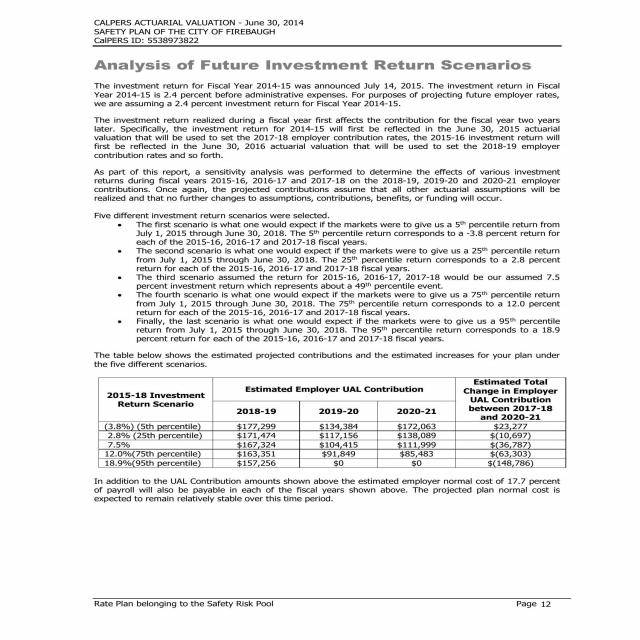 CALPERS ACTUARIAL VALUATION - June 30, 2014
SAFETY PLAN OF THE CITY OF FIREBAUGH
CalPERS ID: 5538973822
Analysis of Future Investment Return Scenarios
The investment return for Fiscal Year 2014-15 was announced July 14, 2015. The investment return in Fiscal
Year 2014-15 is 2.4 percent before administrative expenses. For purposes of projecting future employer rates,
we are assuming a 2.4 percent investment return for Fiscal Year 2014-15.
The investment return realized during a fiscal year first affects the contribution for the fiscal year two years
later. Specifically, the investment return for 2014-15 will first be reflected in the June 30, 2015 actuarial
valuation that will be used to set the 2017-18 employer contribution rates, the 2015-16 investment return will
first be reflected in the June 30, 2016 actuarial valuation that will be used to set the 2018-19 employer
contribution rates and so forth.
As part of this report, a sensitivity analysis was performed to determine the effects of various investment
returns during fiscal years 2015-16, 2016-17 and 2017-18 on the 2018-19, 2019-20 and 2020-21 employer
contributions. Once again, the projected contributions assume that all other actuarial assumptions will be
realized and that no further changes to assumptions, contributions, benefits, or funding will occur.
Five different investment return scenarios were selected.
• The first scenario is what one would expect if the markets were to give us a 5th percentile return from
July 1, 2015 through June 30, 2018. The 5th percentile return corresponds to a -3.8 percent return for
each of the 2015-16, 2016-17 and 2017-18 fiscal years.
• The second scenario is what one would expect if the markets were to give us a 25th percentile return
from July 1, 2015 through June 30, 2018. The 25th percentile return corresponds to a 2.8 percent
return for each of the 2015-16, 2016-17 and 2017-18 fiscal years.
• The third scenario assumed the return for 2015-16, 2016-17, 2017-18 would be our assumed 7.5
percent investment return which represents about a 49th percentile event.
• The fourth scenario is what one would expect if the markets were to give us a 75th percentile return
from July 1, 2015 through June 30, 2018. The 75th percentile return corresponds to a 12.0 percent
return for each of the 2015-16, 2016-17 and 2017-18 fiscal years.
• Finally, the last scenario is what one would expect if the markets were to give us a 95th percentile
return from July 1, 2015 through June 30, 2018. The 95th percentile return corresponds to a 18.9
percent return for each of the 2015-16, 2016-17 and 2017-18 fiscal years.
The table below shows the estimated projected contributions and the estimated increases for your plan under
the five different scenarios.
2015-18 Investment
Return Scenario
Estimated Employer UAL Contribution
Estimated Total
Change in Employer
UAL Contribution
between 2017-18
and 2020-21
2018-19 2019-20 2020-21
(3.8%) (5th percentile) $177,299 $134,384 $172,063 $23,277
2.8% (25th percentile) $171,474 $117,156 $138,089 $(10,697)
7.5% $167,324 $104,415 $111,999 $(36,787)
12.0%(75th percentile) $163,351 $91,849 $85,483 $(63,303)
18.9%(95th percentile) $157,256 $0 $0 $(148,786)
In addition to the UAL Contribution amounts shown above the estimated employer normal cost of 17.7 percent
of payroll will also be payable in each of the fiscal years shown above. The projected plan normal cost is
expected to remain relatively stable over this time period.
Rate Plan belonging to the Safety Risk Pool Page 12